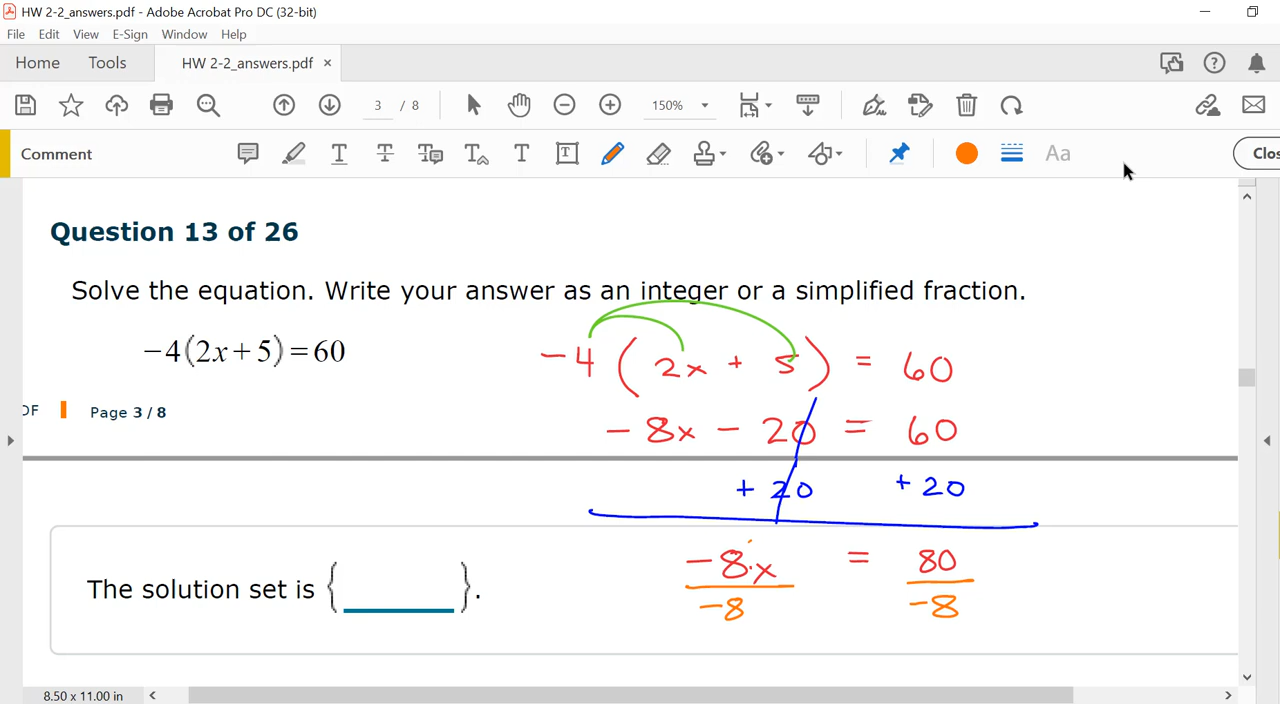 HW 2-2_answers.pdf - Adobe Acrobat Pro DC (32-bit)
File Edit View E-Sign Window Help
Home Tools HW 2-2_answers.pdf ×
3 / 8 150%
Comment T T T T T Aa Clos
Question 13 of 26
Solve the equation. Write your answer as an integer or a simplified fraction.
−4(2x+5)=60
-4 ( 2x + 5 ) = 60
DF Page 3 / 8
- 8x - 20 = 60
+ 20 + 20
-8·x = 80
The solution set is { }.
-8 -8
8.50 x 11.00 in